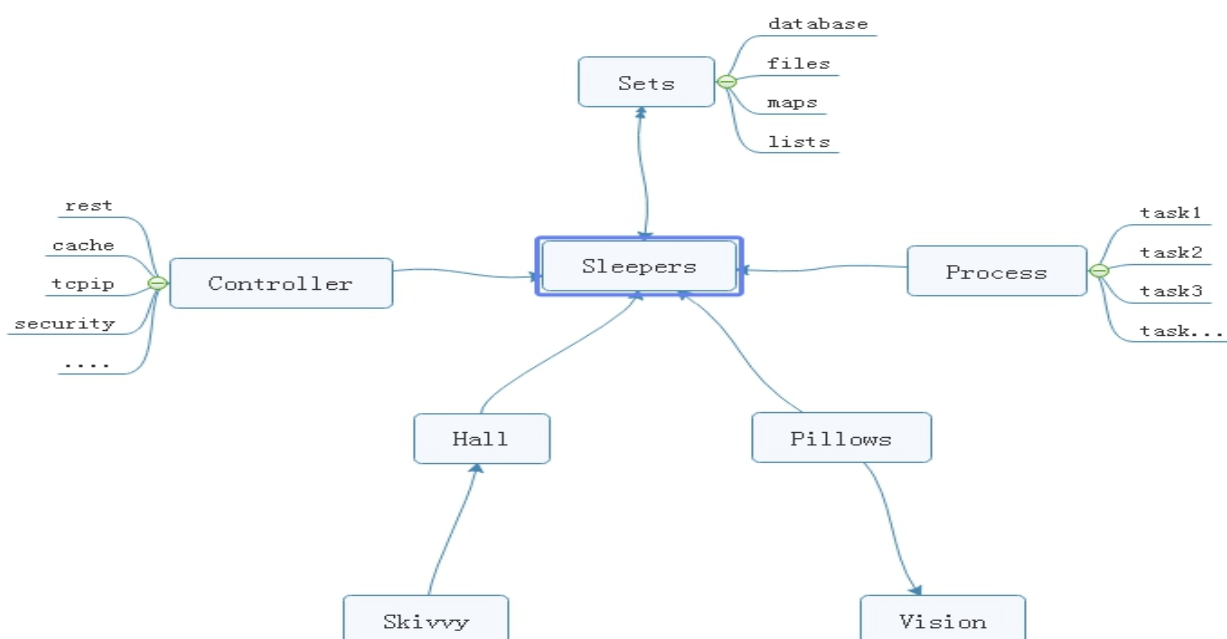 database
Sets
files
maps
lists
rest
cache
tcpip
security
....
Controller
Sleepers
Process
task1
task2
task3
task...
Hall
Pillows
Skivvy
Vision